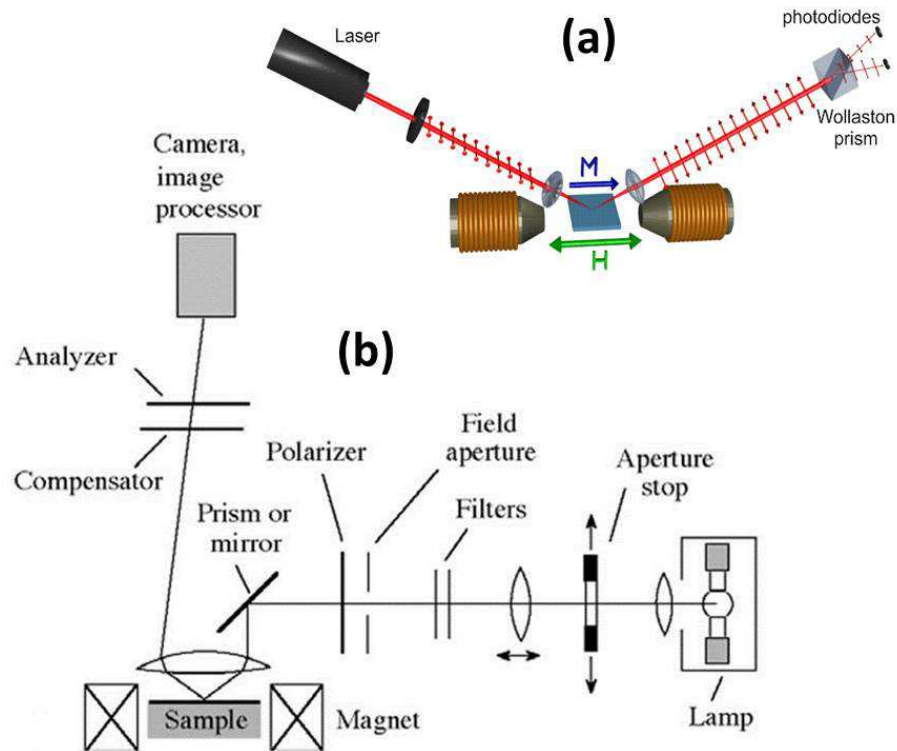 (a)
Laser
photodiodes
Wollaston
prism
M
H
(b)
Camera,
image
processor
Analyzer
Compensator
Prism or
mirror
Polarizer
Field
aperture
Filters
Aperture
stop
Lamp
Sample
Magnet